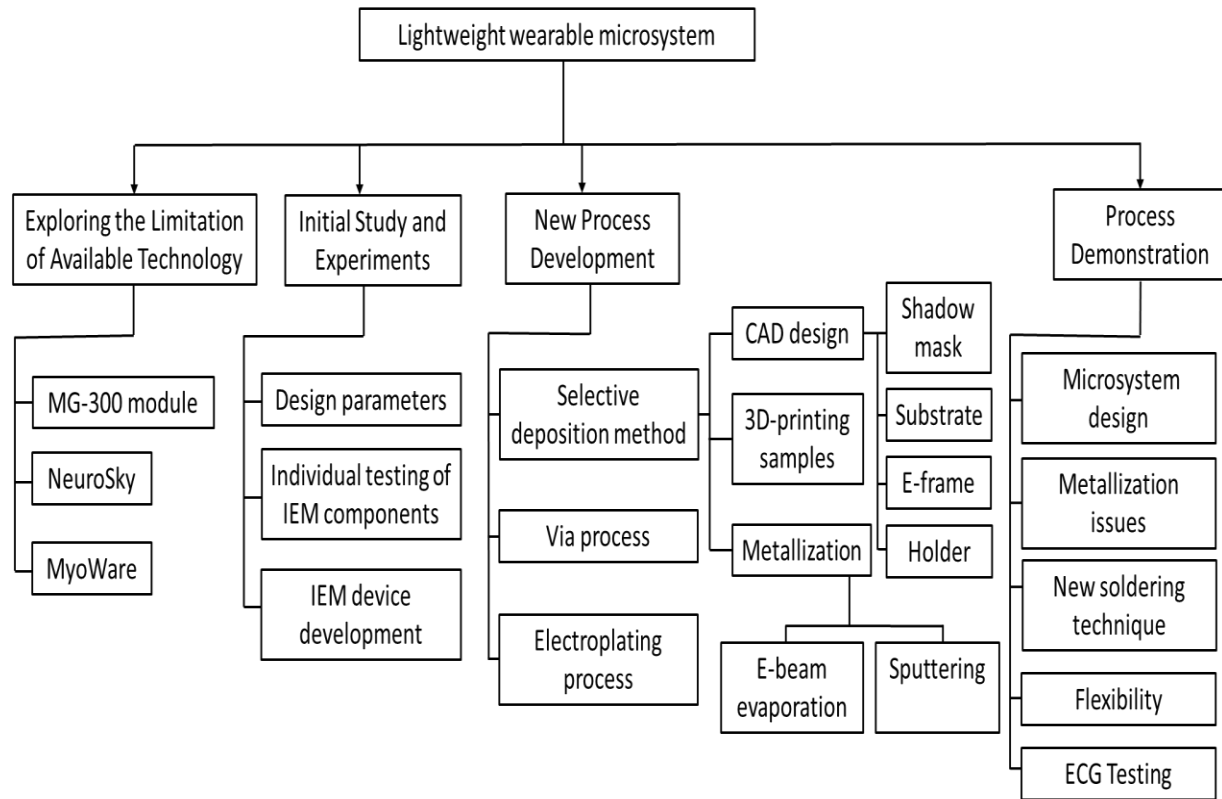 Lightweight wearable microsystem
Exploring the Limitation
of Available Technology
MG-300 module
NeuroSky
MyoWare
Initial Study and
Experiments
Design parameters
Individual testing of
IEM components
IEM device
development
New Process
Development
Selective
deposition method
Via process
Electroplating
process
CAD design
3D-printing
samples
Metallization
Shadow
mask
Substrate
E-frame
Holder
E-beam
evaporation
Sputtering
Process
Demonstration
Microsystem
design
Metallization
issues
New soldering
technique
Flexibility
ECG Testing